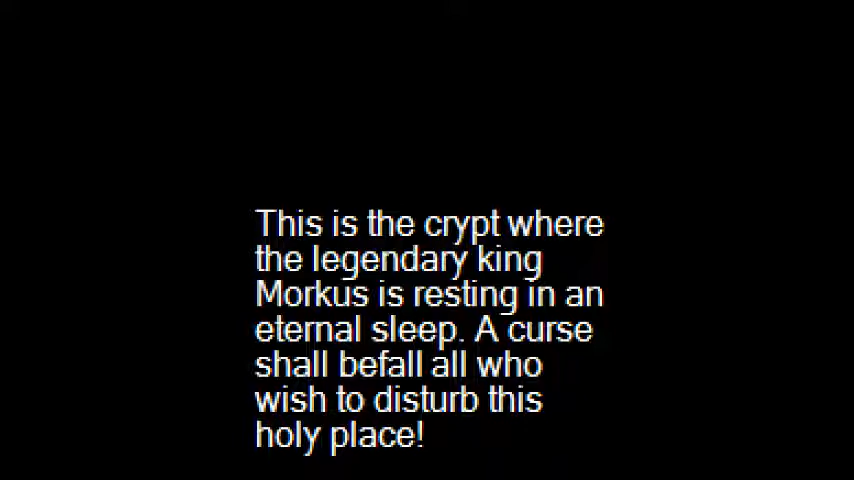 This is the crypt where
the legendary king
Morkus is resting in an
eternal sleep. A curse
shall befall all who
wish to disturb this
holy place!